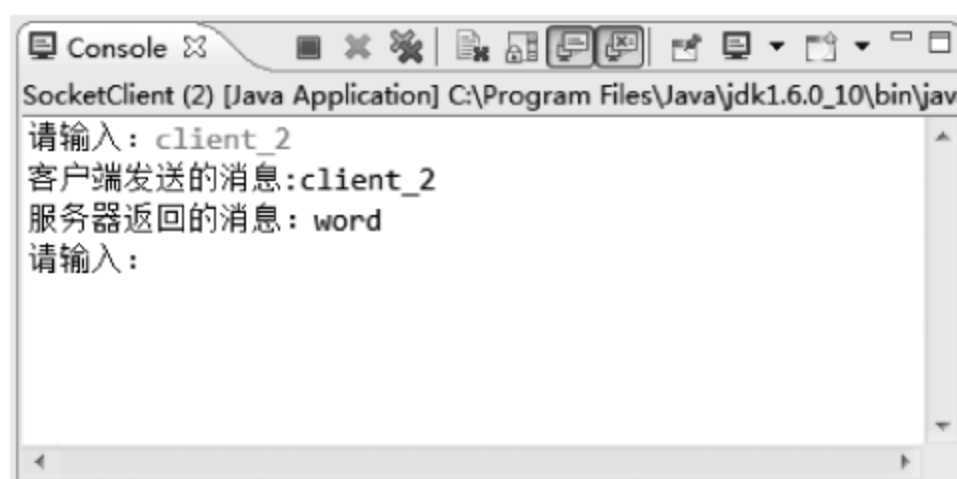 Console
SocketClient (2) [Java Application] C:\Program Files\Java\jdk1.6.0_10\bin\jav
请输入：client_2
客户端发送的消息:client_2
服务器返回的消息：word
请输入：